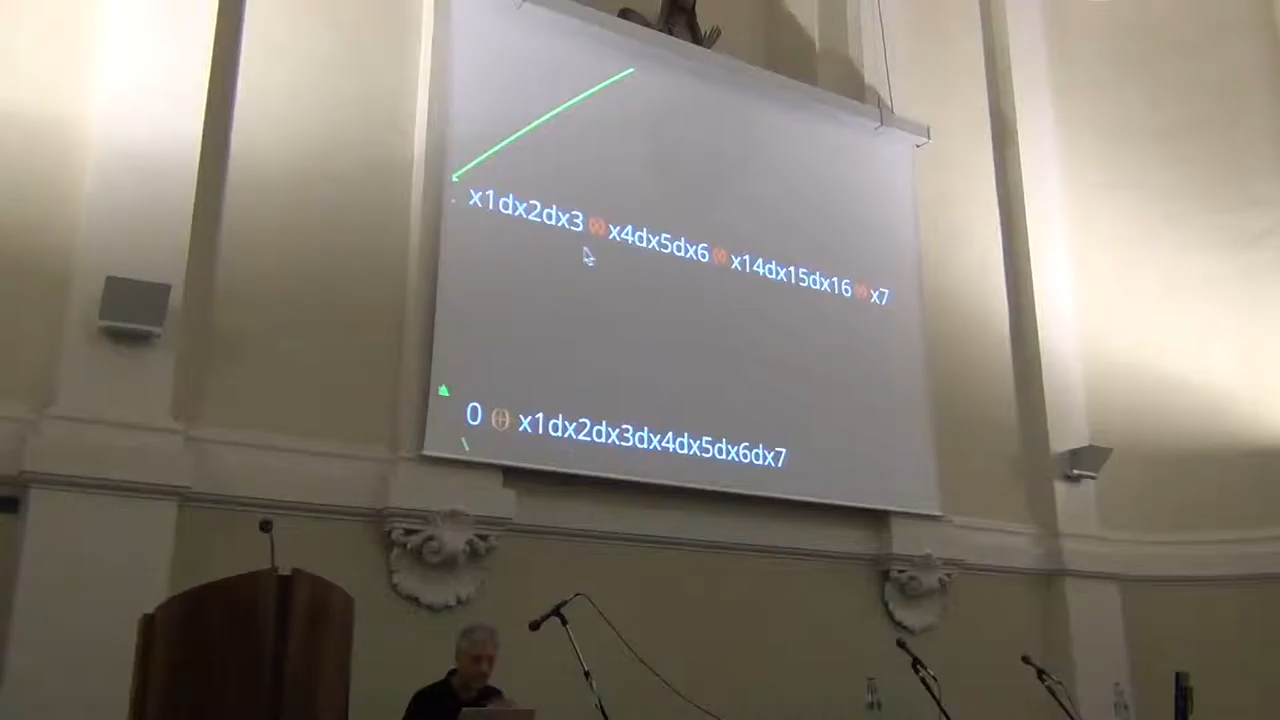 x1dx2dx3 ⊗ x4dx5dx6 ⊗ x14dx15dx16 ⊗ x7
0 ⊕ x1dx2dx3dx4dx5dx6dx7